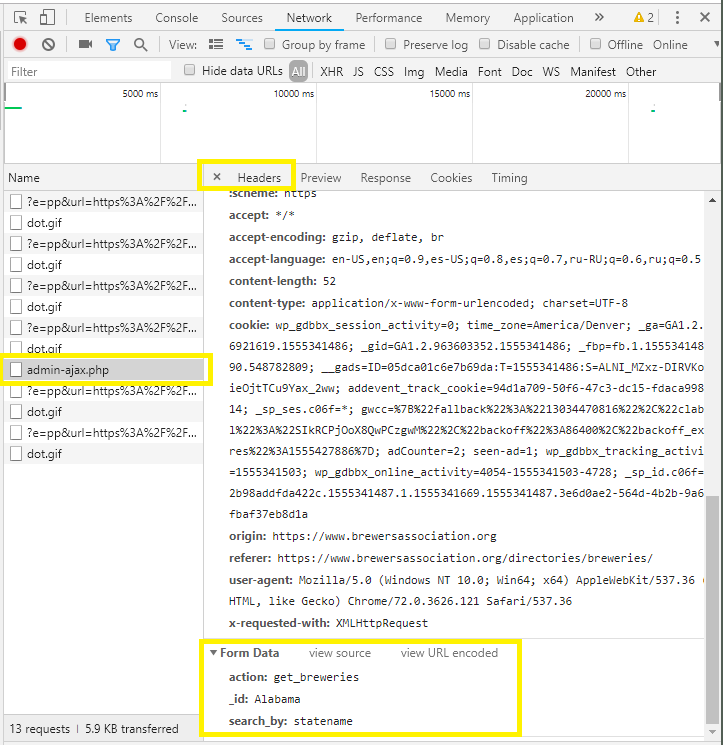 Elements Console Sources Network Performance Memory Application » 2
View: Group by frame Preserve log Disable cache Offline Online
Filter Hide data URLs All XHR JS CSS Img Media Font Doc WS Manifest Other
5000 ms 10000 ms 15000 ms 20000 ms
Name
?e=pp&url=https%3A%2F%2F...
dot.gif
?e=pp&url=https%3A%2F%2F...
dot.gif
?e=pp&url=https%3A%2F%2F...
dot.gif
?e=pp&url=https%3A%2F%2F...
dot.gif
admin-ajax.php
?e=pp&url=https%3A%2F%2F...
dot.gif
?e=pp&url=https%3A%2F%2F...
dot.gif
13 requests 5.9 KB transferred
× Headers Preview Response Cookies Timing
:scheme: https
accept: */*
accept-encoding: gzip, deflate, br
accept-language: en-US,en;q=0.9,es-US;q=0.8,es;q=0.7,ru-RU;q=0.6,ru;q=0.5
content-length: 52
content-type: application/x-www-form-urlencoded; charset=UTF-8
cookie: wp_gdbbx_session_activity=0; time_zone=America/Denver; _ga=GA1.2.
6921619.1555341486; _gid=GA1.2.963603352.1555341486; _fbp=fb.1.155534148
90.548782809; __gads=ID=05dca01c6e7b69da:T=1555341486:S=ALNI_MZxz-DIRVKo
ieOjtTCu9Yax_2ww; addevent_track_cookie=94d1a709-50f6-47c3-dc15-fdaca998
14; _sp_ses.c06f=*; gwcc=%7B%22fallback%22%3A%2213034470816%22%2C%22clab
l%22%3A%22SIkRCPjOoX8QwPCzgwM%22%2C%22backoff%22%3A86400%2C%22backoff_ex
res%22%3A1555427886%7D; adCounter=2; seen-ad=1; wp_gdbbx_tracking_activi
=1555341503; wp_gdbbx_online_activity=4054-1555341503-4728; _sp_id.c06f=
2b98addfda422c.1555341487.1.1555341669.1555341487.3e6d0ae2-564d-4b2b-9a6
fbaf37eb8d1a
origin: https://www.brewersassociation.org
referer: https://www.brewersassociation.org/directories/breweries/
user-agent: Mozilla/5.0 (Windows NT 10.0; Win64; x64) AppleWebKit/537.36 (
HTML, like Gecko) Chrome/72.0.3626.121 Safari/537.36
x-requested-with: XMLHttpRequest
Form Data view source view URL encoded
action: get_breweries
_id: Alabama
search_by: statename